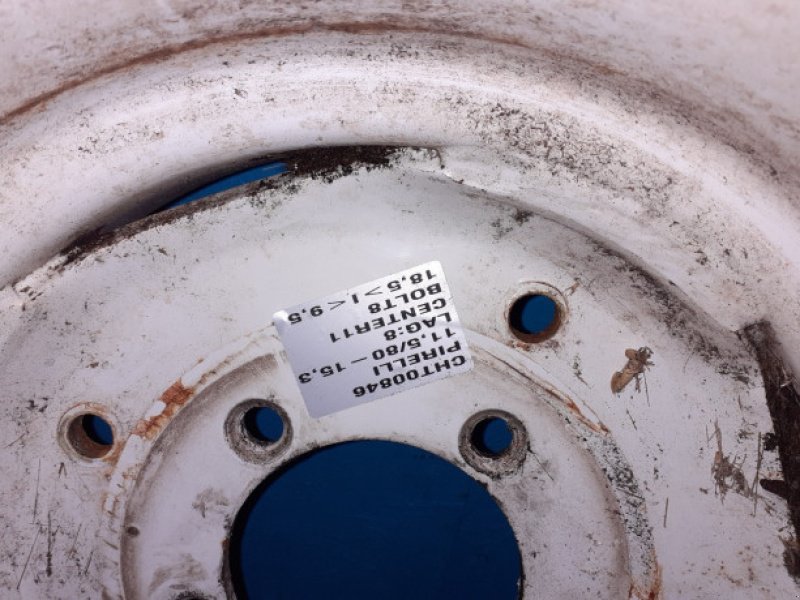 CHT00846
PIRELLI
11,5/80 - 15,3
LAG:8
CENTER11
BOLT8
18,5>I<9,5